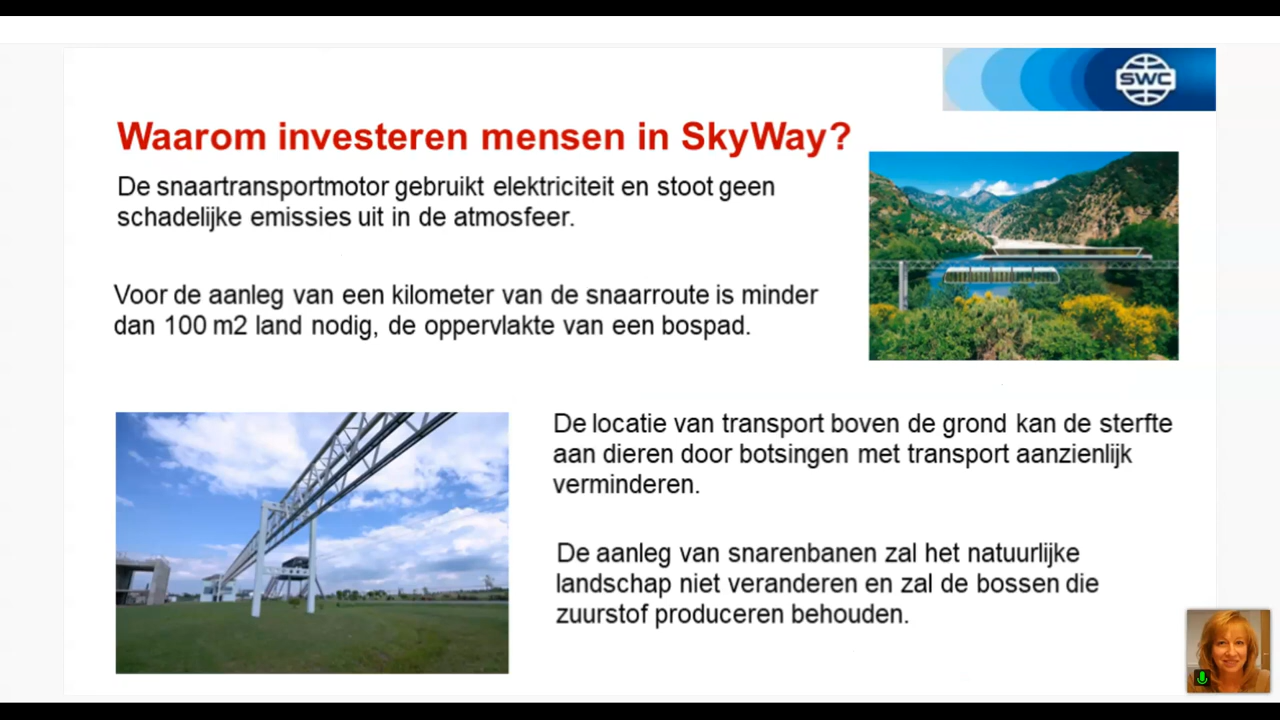 SWC
Waarom investeren mensen in SkyWay?
De snaartransportmotor gebruikt elektriciteit en stoot geen
schadelijke emissies uit in de atmosfeer.
Voor de aanleg van een kilometer van de snaarroute is minder
dan 100 m2 land nodig, de oppervlakte van een bospad.
De locatie van transport boven de grond kan de sterfte
aan dieren door botsingen met transport aanzienlijk
verminderen.
De aanleg van snarenbanen zal het natuurlijke
landschap niet veranderen en zal de bossen die
zuurstof produceren behouden.